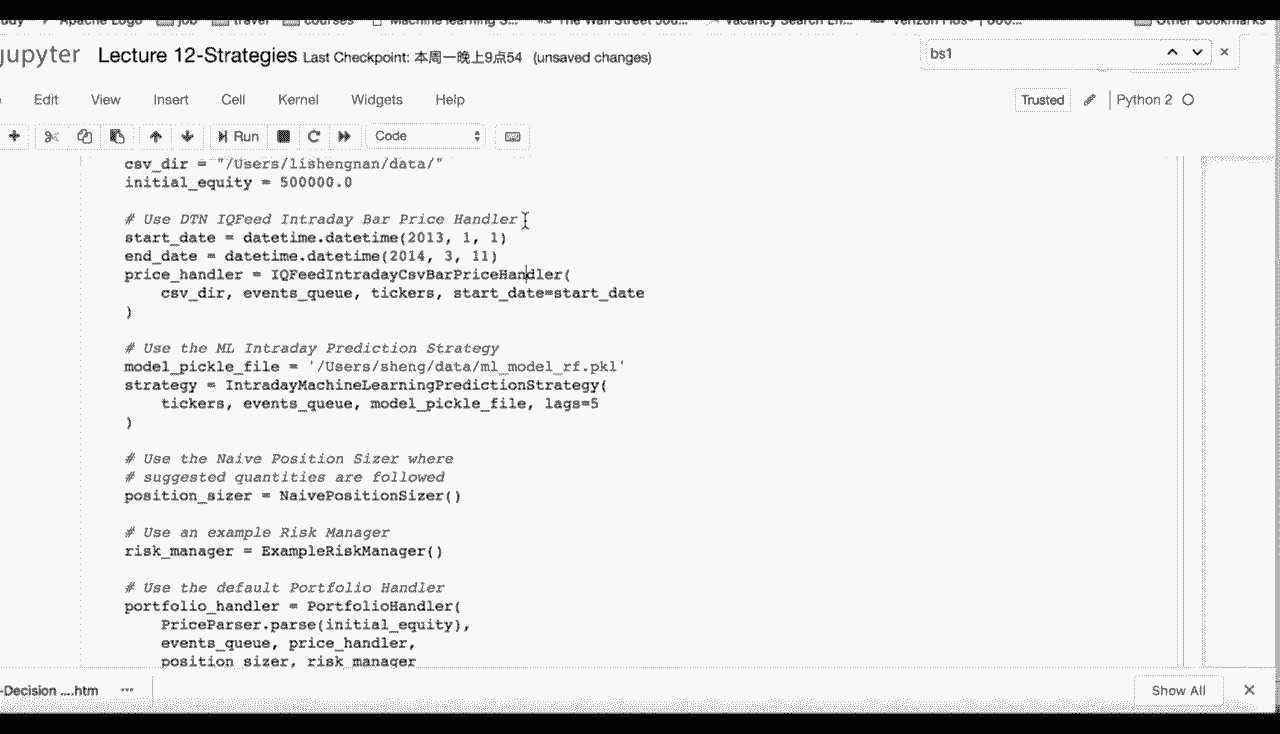 Apache Logo job travel courses Machine learning S... The Wall Street Jou... Vacancy Search En... Verizon Plus® | 500... Other Bookmarks
jupyter Lecture 12-Strategies Last Checkpoint: 本周一晚上9点54 (unsaved changes)
bs1
Edit View Insert Cell Kernel Widgets Help Trusted Python 2
Run Code
csv_dir = "/Users/lishengnan/data/"
initial_equity = 500000.0
# Use DTN IQFeed Intraday Bar Price Handler
start_date = datetime.datetime(2013, 1, 1)
end_date = datetime.datetime(2014, 3, 11)
price_handler = IQFeedIntradayCsvBarPriceHandler(
csv_dir, events_queue, tickers, start_date=start_date
)
# Use the ML Intraday Prediction Strategy
model_pickle_file = '/Users/sheng/data/ml_model_rf.pkl'
strategy = IntradayMachineLearningPredictionStrategy(
tickers, events_queue, model_pickle_file, lags=5
)
# Use the Naive Position Sizer where
# suggested quantities are followed
position_sizer = NaivePositionSizer()
# Use an example Risk Manager
risk_manager = ExampleRiskManager()
# Use the default Portfolio Handler
portfolio_handler = PortfolioHandler(
PriceParser.parse(initial_equity),
events_queue, price_handler,
position_sizer, risk_manager
-Decision ....htm ... Show All